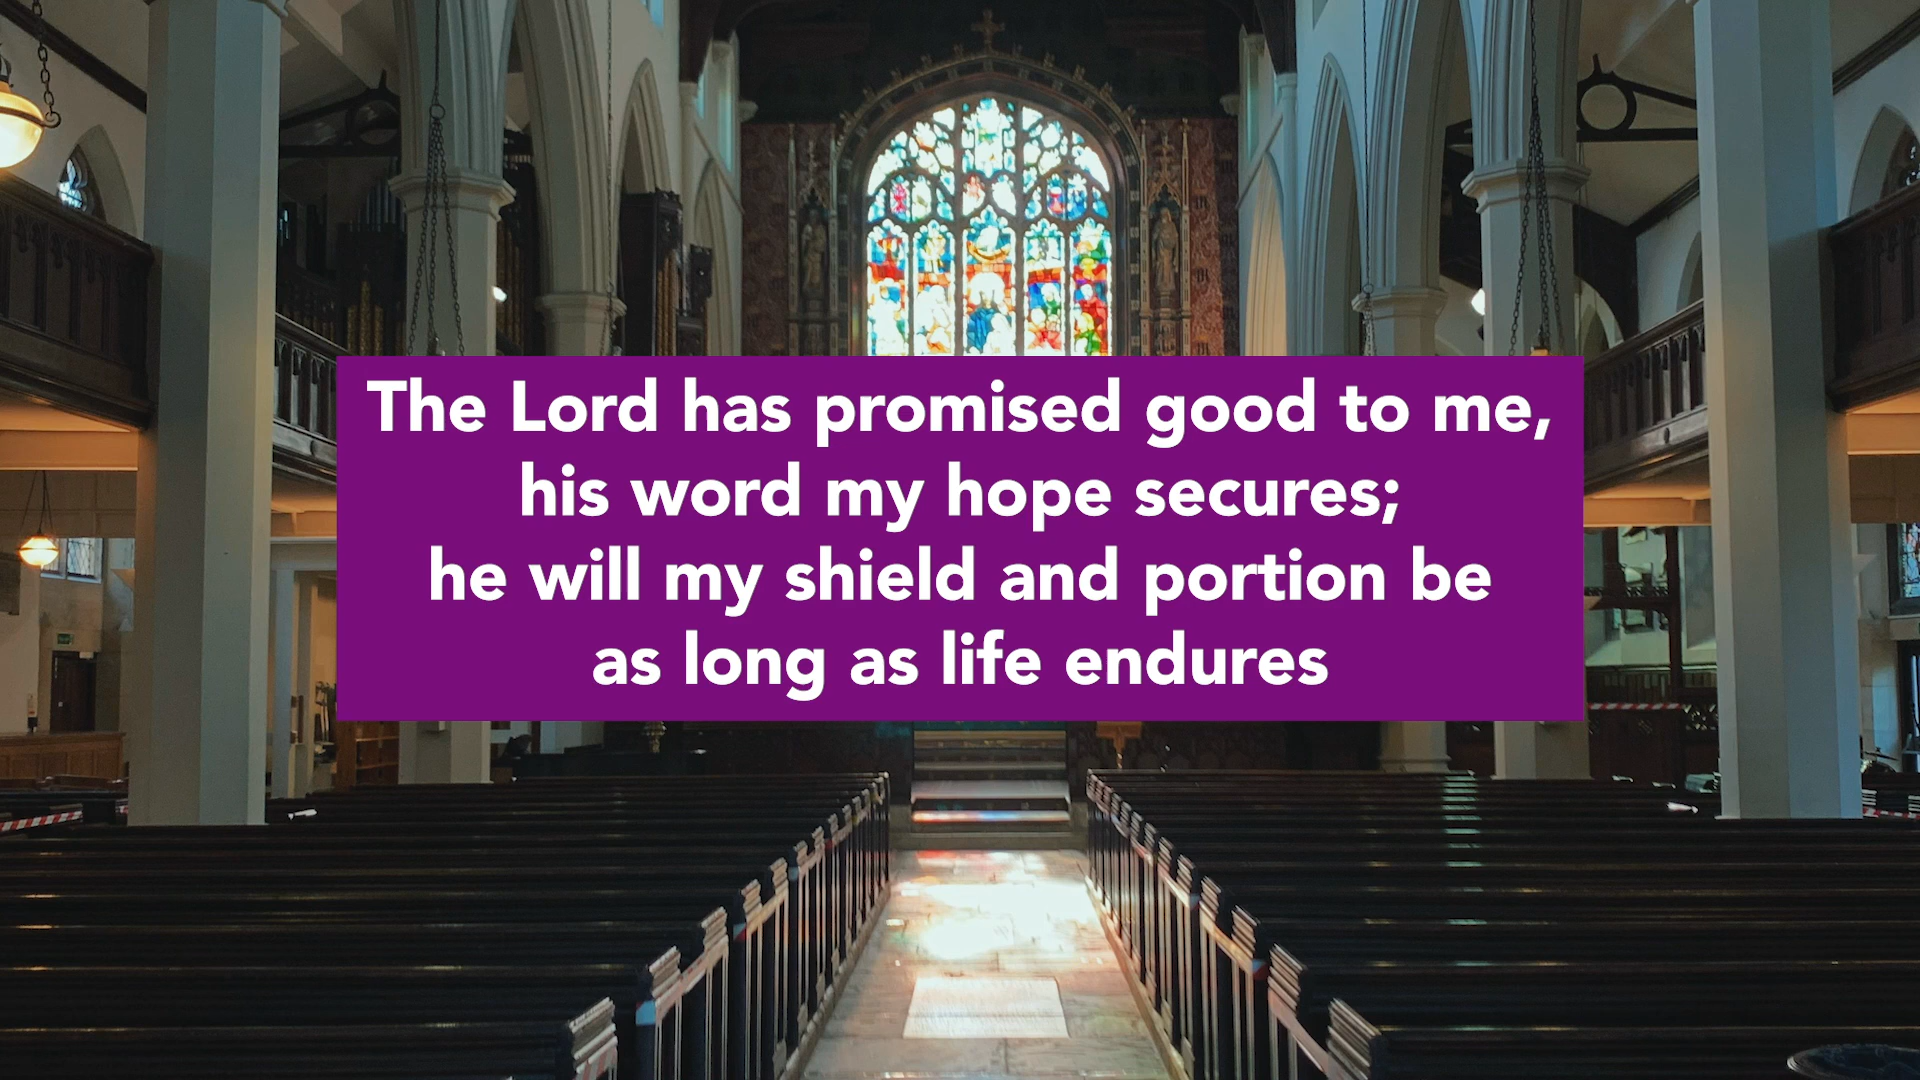 The Lord has promised good to me,
his word my hope secures;
he will my shield and portion be
as long as life endures